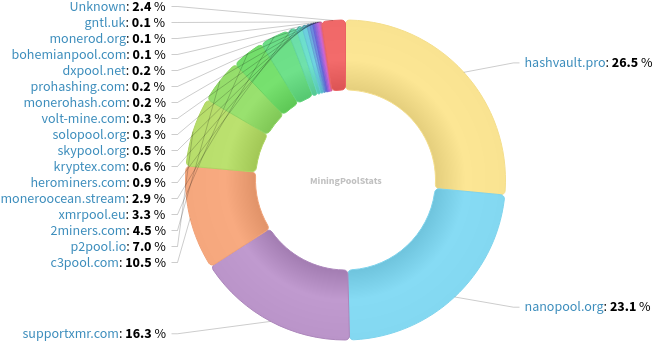 Unknown: 2.4 %
gntl.uk: 0.1 %
monerod.org: 0.1 %
bohemianpool.com: 0.1 %
dxpool.net: 0.2 %
prohashing.com: 0.2 %
monerohash.com: 0.2 %
volt-mine.com: 0.3 %
solopool.org: 0.3 %
skypool.org: 0.5 %
kryptex.com: 0.6 %
herominers.com: 0.9 %
moneroocean.stream: 2.9 %
xmrpool.eu: 3.3 %
2miners.com: 4.5 %
p2pool.io: 7.0 %
c3pool.com: 10.5 %
supportxmr.com: 16.3 %
MiningPoolStats
hashvault.pro: 26.5 %
nanopool.org: 23.1 %